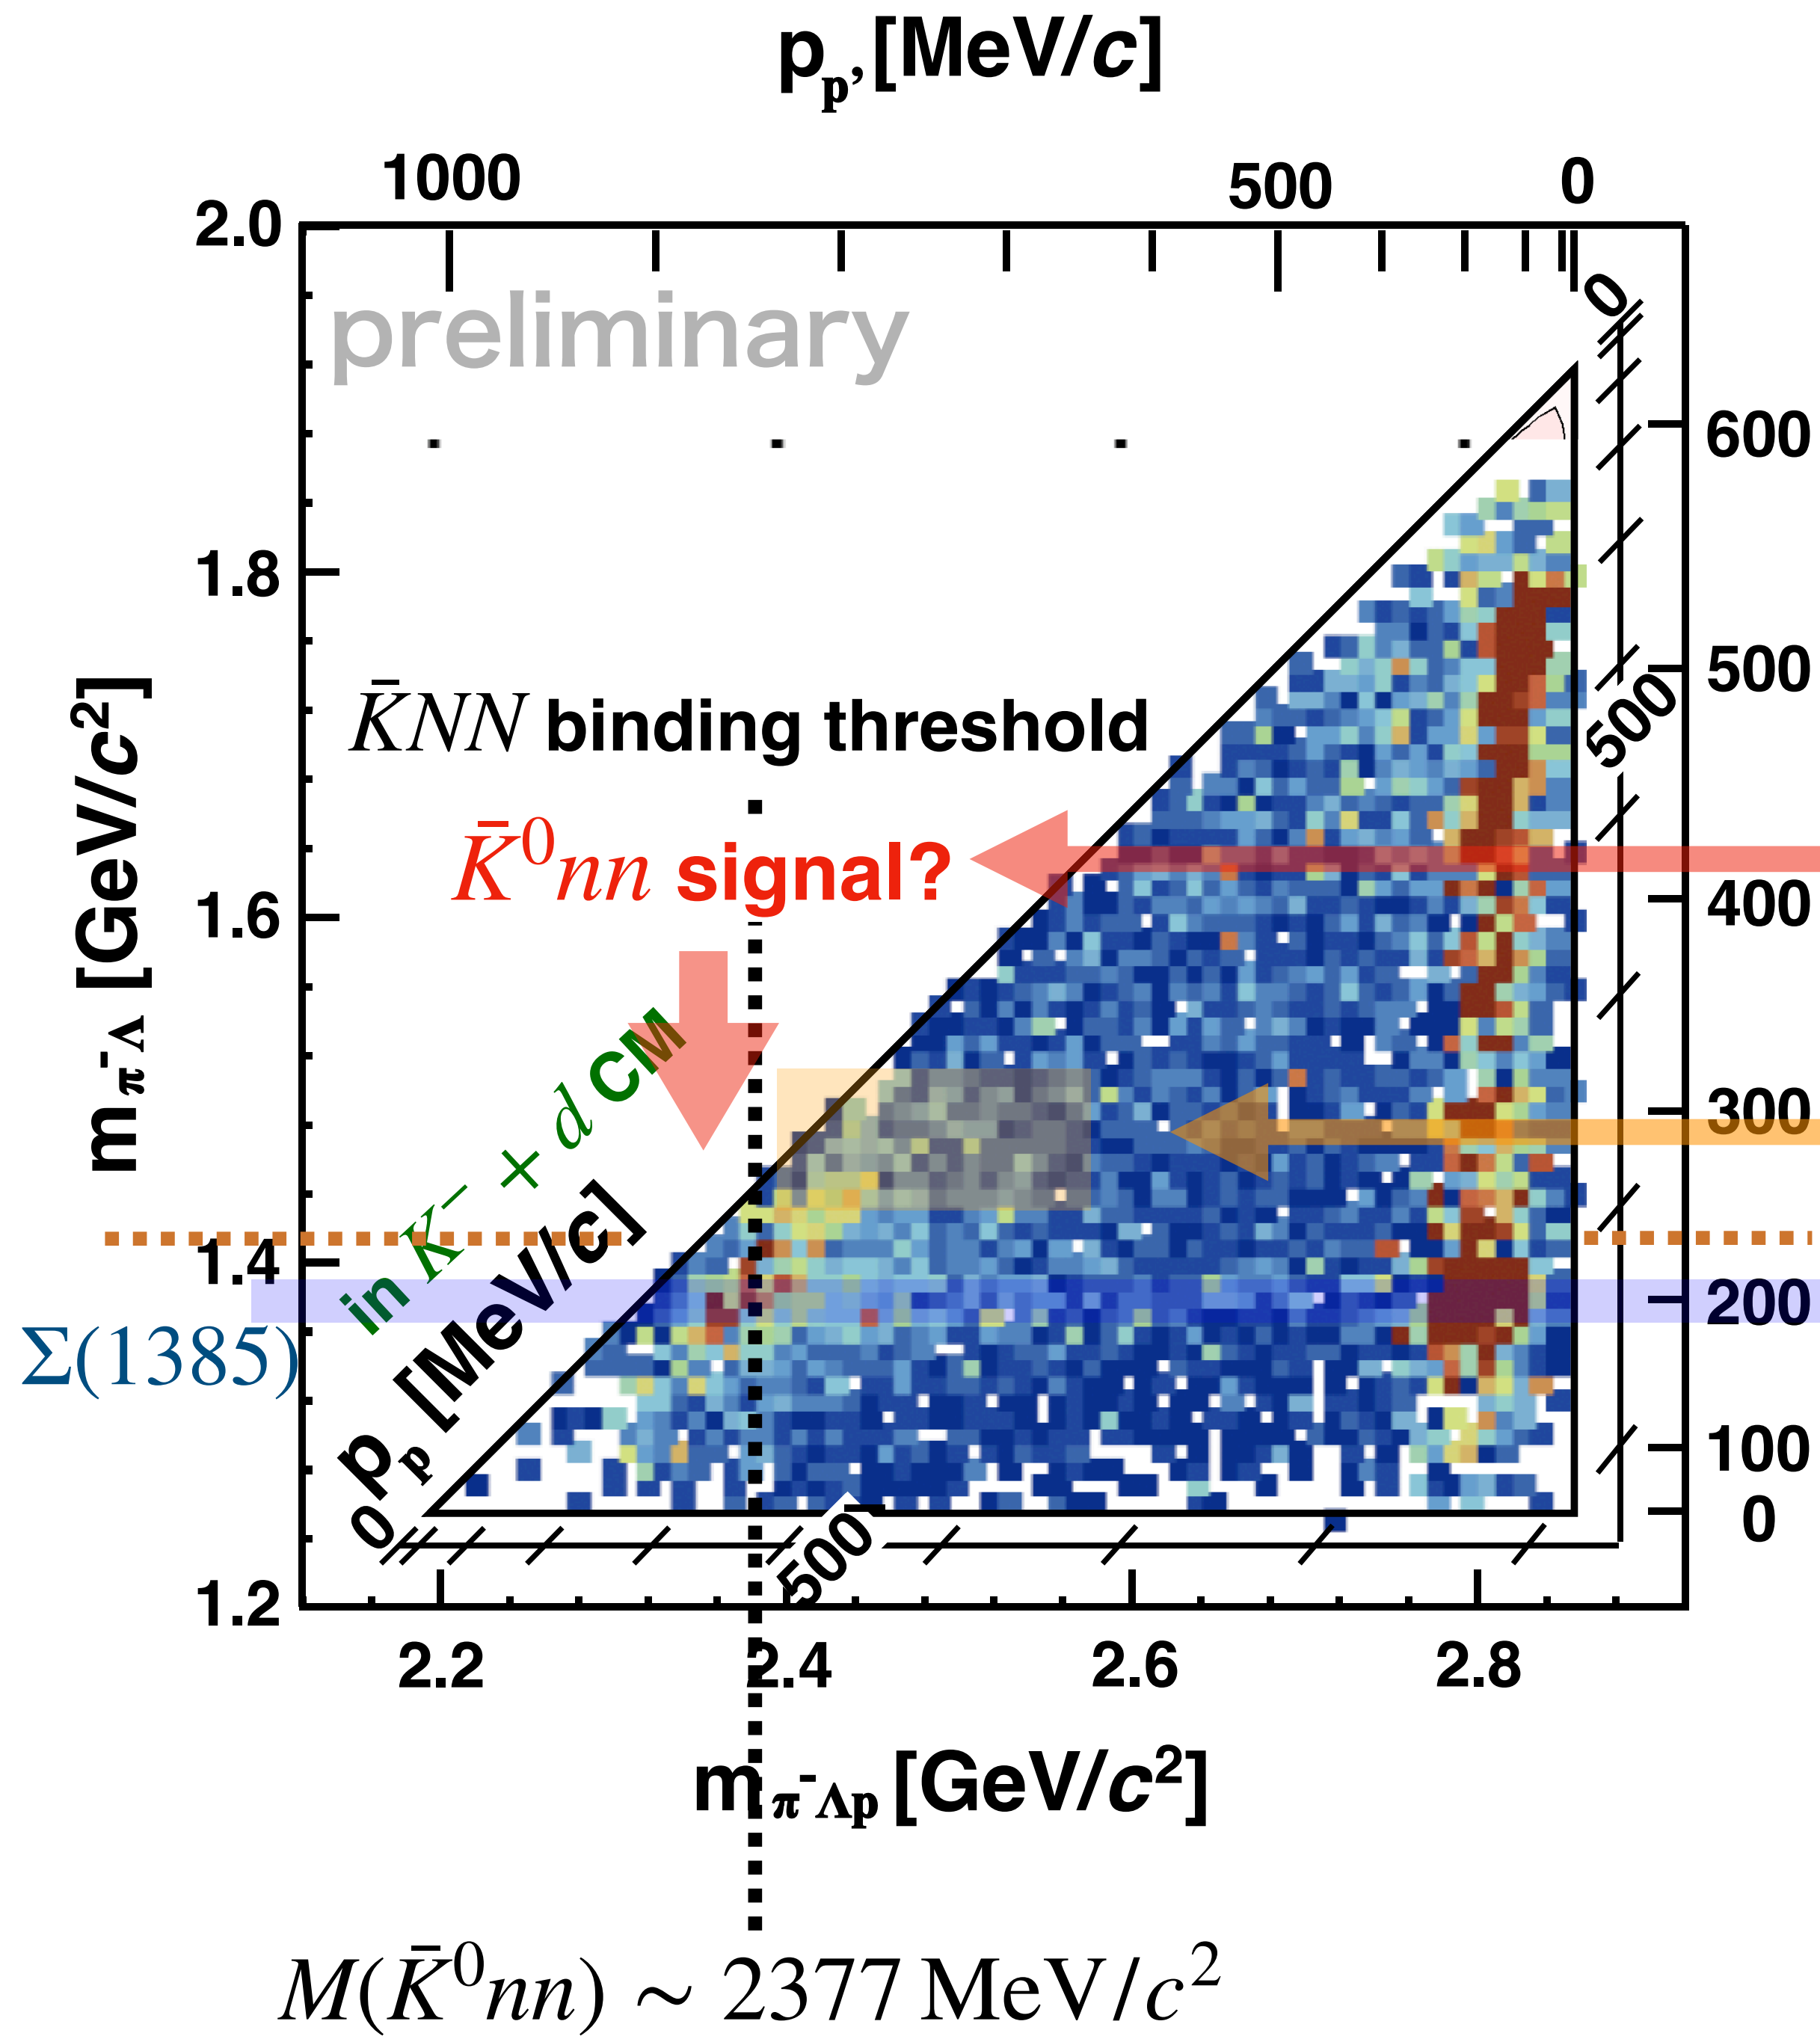 p_p' [MeV/c]
1000 500 0
2.0
preliminary
0
600
1.8
K̄NN binding threshold
500
500
K̄⁰nn signal?
1.6
400
m_π⁻Λ [GeV/c²]
300
in K⁻ + d CM
p_p [MeV/c]
1.4
200
Σ(1385)
100
0
0
500
1.2
2.2 2.4 2.6 2.8
m_π⁻Λp [GeV/c²]
M(K̄⁰nn) ~ 2377 MeV/c²